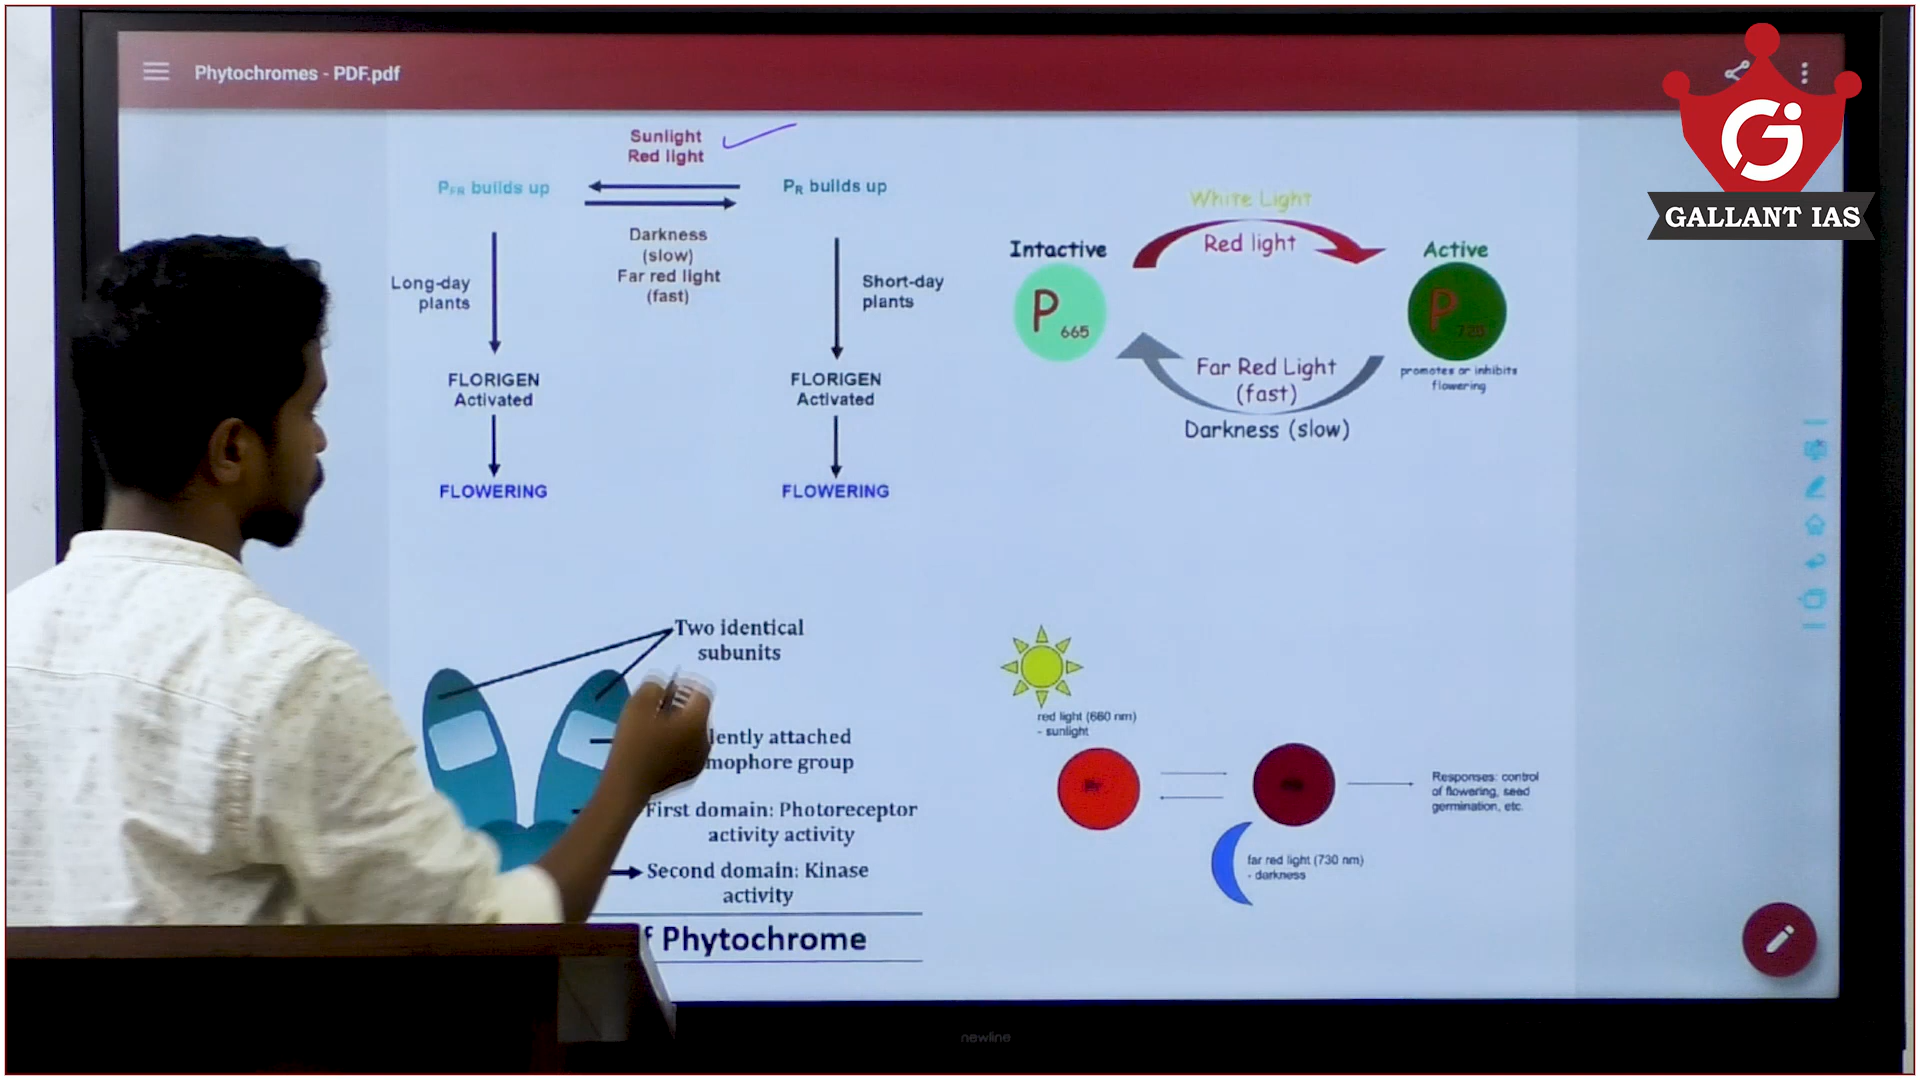 Phytochromes - PDF.pdf
GALLANT IAS
Sunlight
Red light
PFR builds up
PR builds up
Darkness
(slow)
Far red light
(fast)
Long-day
plants
Short-day
plants
FLORIGEN
Activated
FLORIGEN
Activated
FLOWERING
FLOWERING
White Light
Red light
Intactive
Active
P 665
P 725
Far Red Light
(fast)
Darkness (slow)
promotes or inhibits
flowering
Two identical
subunits
lently attached
mophore group
First domain: Photoreceptor
activity activity
Second domain: Kinase
activity
f Phytochrome
red light (660 nm)
- sunlight
Responses: control
of flowering, seed
germination, etc.
far red light (730 nm)
- darkness
newline